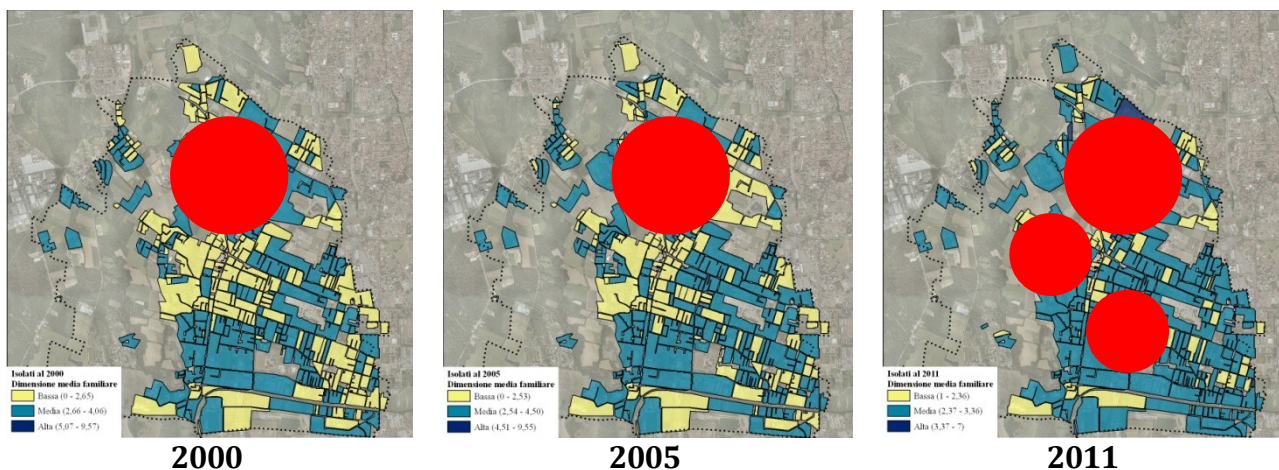 Isolati al 2000
Dimensione media familiare
Bassa (0 - 2,65)
Media (2,66 - 4,06)
Alta (5,07 - 9,57)
2000
Isolati al 2005
Dimensione media familiare
Bassa (0 - 2,53)
Media (2,54 - 4,50)
Alta (4,51 - 9,55)
2005
Isolati al 2011
Dimensione media familiare
Bassa (1 - 2,36)
Media (2,37 - 3,36)
Alta (3,37 - 7)
2011